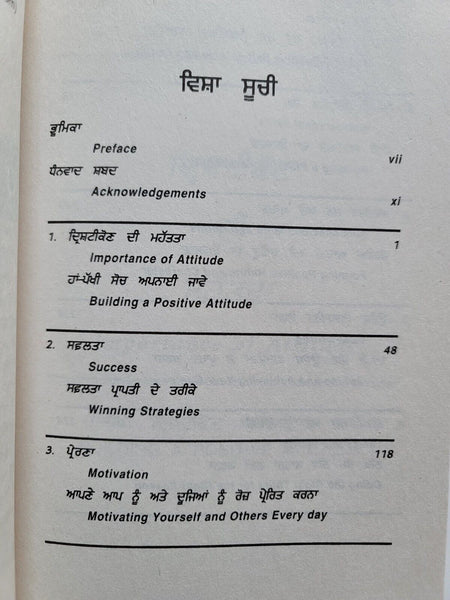 ਵਿਸ਼ਾ ਸੂਚੀ
ਭੂਮਿਕਾ
Preface vii
ਧੰਨਵਾਦ ਸ਼ਬਦ
Acknowledgements xi
1. ਦ੍ਰਿਸ਼ਟੀਕੋਣ ਦੀ ਮਹੱਤਤਾ 1
Importance of Attitude
ਹਾਂ-ਪੱਖੀ ਸੋਚ ਅਪਨਾਈ ਜਾਵੇ
Building a Positive Attitude
2. ਸਫ਼ਲਤਾ 48
Success
ਸਫ਼ਲਤਾ ਪ੍ਰਾਪਤੀ ਦੇ ਤਰੀਕੇ
Winning Strategies
3. ਪ੍ਰੇਰਣਾ 118
Motivation
ਆਪਣੇ ਆਪ ਨੂੰ ਅਤੇ ਦੂਜਿਆਂ ਨੂੰ ਰੋਜ਼ ਪ੍ਰੇਰਿਤ ਕਰਨਾ
Motivating Yourself and Others Every day